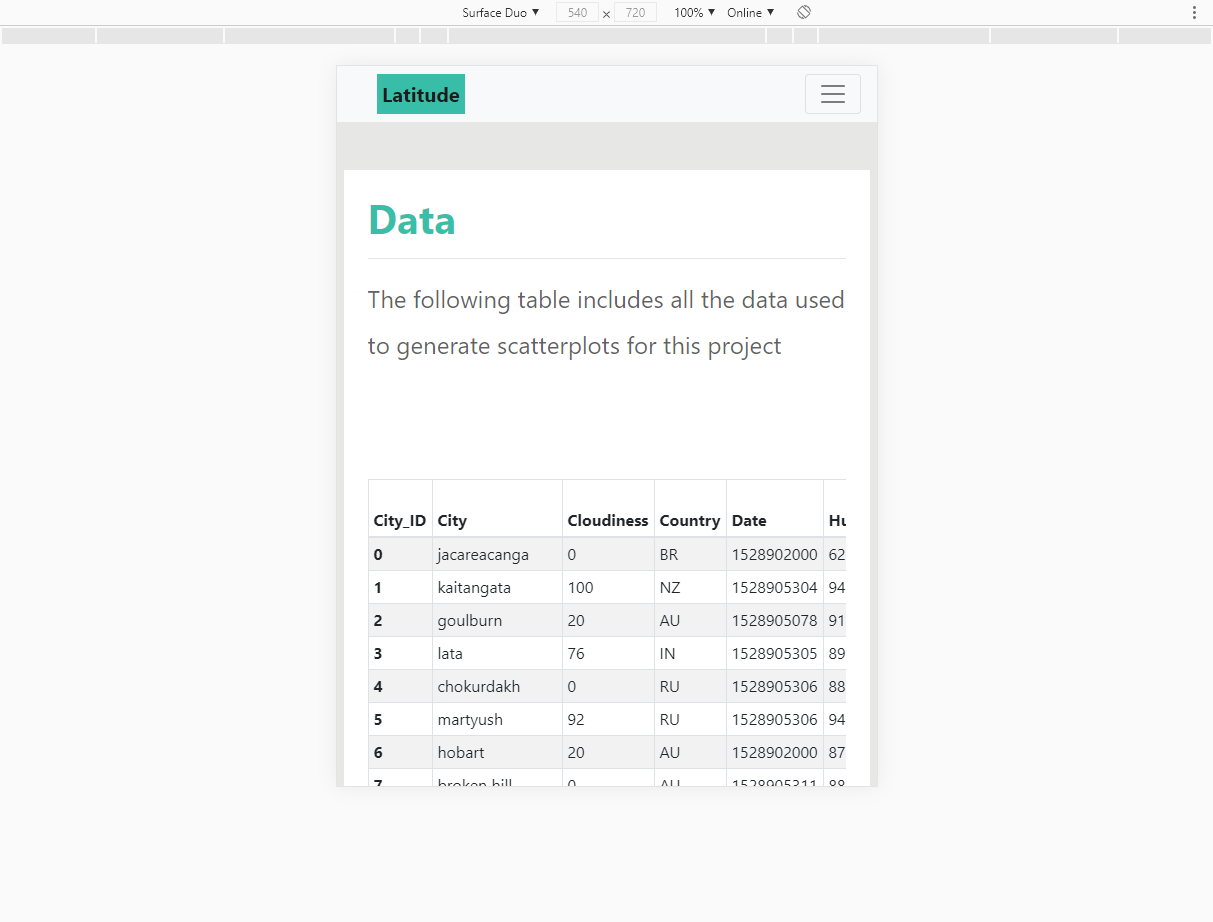 Surface Duo ▼ 540 × 720 100% ▼ Online ▼
Latitude
Data
The following table includes all the data used
to generate scatterplots for this project
City_ID City Cloudiness Country Date Hu
0 jacareacanga 0 BR 1528902000 62
1 kaitangata 100 NZ 1528905304 94
2 goulburn 20 AU 1528905078 91
3 lata 76 IN 1528905305 89
4 chokurdakh 0 RU 1528905306 88
5 martyush 92 RU 1528905306 94
6 hobart 20 AU 1528902000 87
7 broken hill 0 AU 1528905311 88